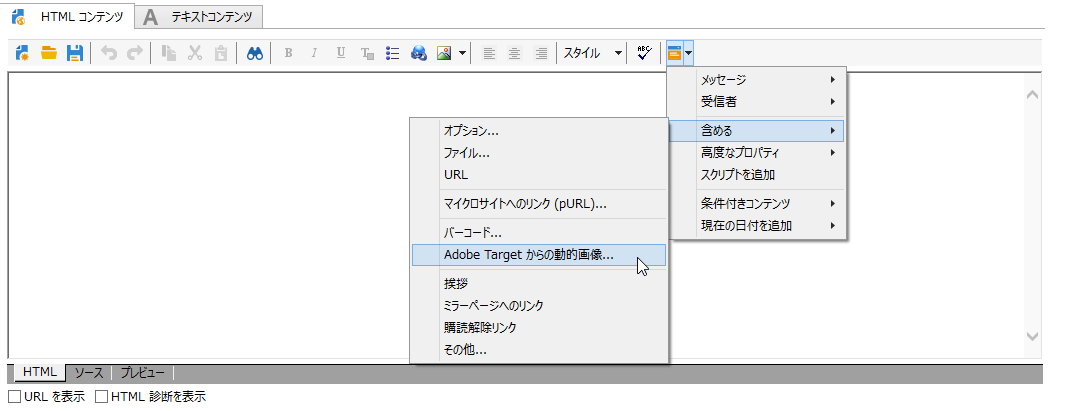 HTML コンテンツ
A テキストコンテンツ
B I U T スタイル ABC
メッセージ
受信者
含める
高度なプロパティ
スクリプトを追加
条件付きコンテンツ
現在の日付を追加
オプション...
ファイル...
URL
マイクロサイトへのリンク (pURL)...
バーコード...
Adobe Target からの動的画像...
挨拶
ミラーページへのリンク
購読解除リンク
その他...
HTML ソース プレビュー
URL を表示 HTML 診断を表示